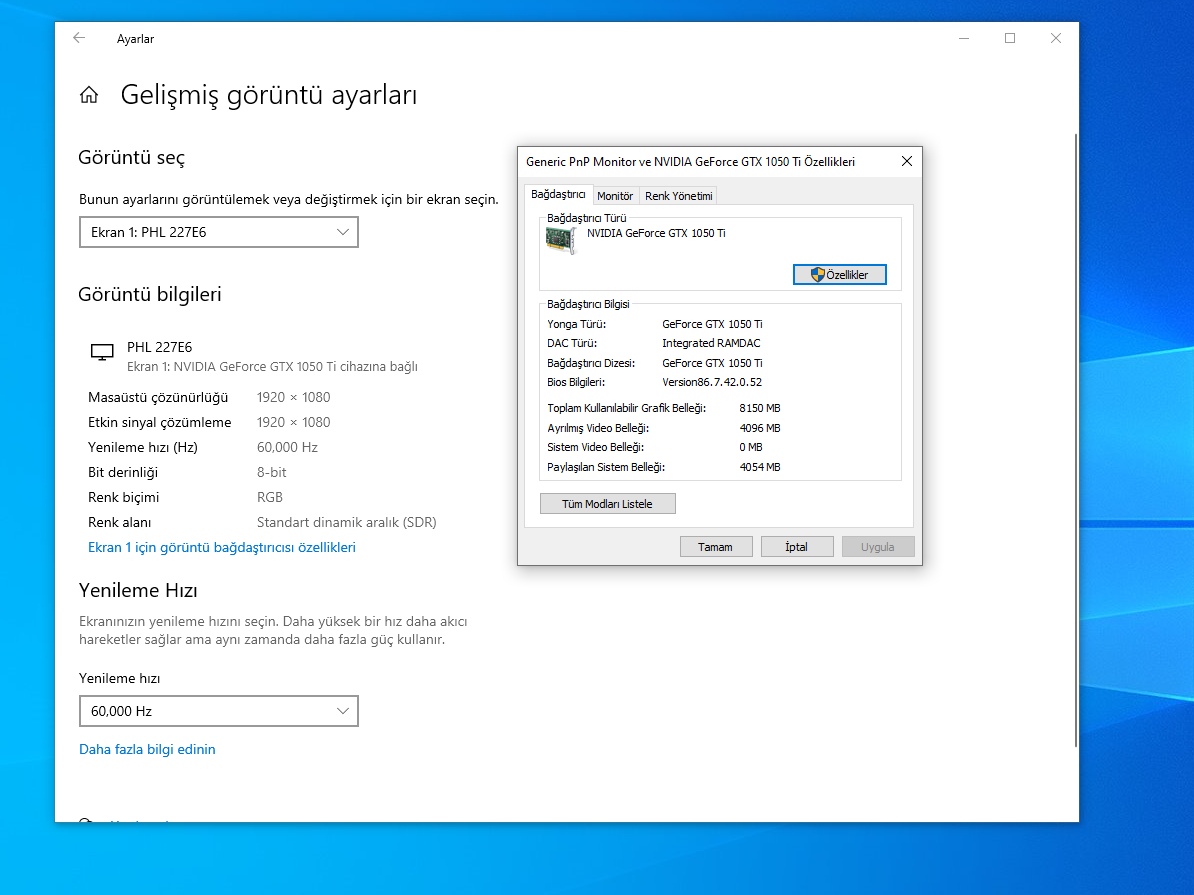 Ayarlar
Gelişmiş görüntü ayarları
Görüntü seç
Bunun ayarlarını görüntülemek veya değiştirmek için bir ekran seçin.
Ekran 1: PHL 227E6
Görüntü bilgileri
PHL 227E6
Ekran 1: NVIDIA GeForce GTX 1050 Ti cihazına bağlı
Masaüstü çözünürlüğü 1920 × 1080
Etkin sinyal çözümleme 1920 × 1080
Yenileme hızı (Hz) 60,000 Hz
Bit derinliği 8-bit
Renk biçimi RGB
Renk alanı Standart dinamik aralık (SDR)
Ekran 1 için görüntü bağdaştırıcısı özellikleri
Yenileme Hızı
Ekranınızın yenileme hızını seçin. Daha yüksek bir hız daha akıcı
hareketler sağlar ama aynı zamanda daha fazla güç kullanır.
Yenileme hızı
60,000 Hz
Daha fazla bilgi edinin
Generic PnP Monitor ve NVIDIA GeForce GTX 1050 Ti Özellikleri
Bağdaştırıcı Monitör Renk Yönetimi
Bağdaştırıcı Türü
NVIDIA GeForce GTX 1050 Ti
Özellikler
Bağdaştırıcı Bilgisi
Yonga Türü: GeForce GTX 1050 Ti
DAC Türü: Integrated RAMDAC
Bağdaştırıcı Dizesi: GeForce GTX 1050 Ti
Bios Bilgileri: Version86.7.42.0.52
Toplam Kullanılabilir Grafik Belleği: 8150 MB
Ayrılmış Video Belleği: 4096 MB
Sistem Video Belleği: 0 MB
Paylaşılan Sistem Belleği: 4054 MB
Tüm Modları Listele
Tamam İptal Uygula